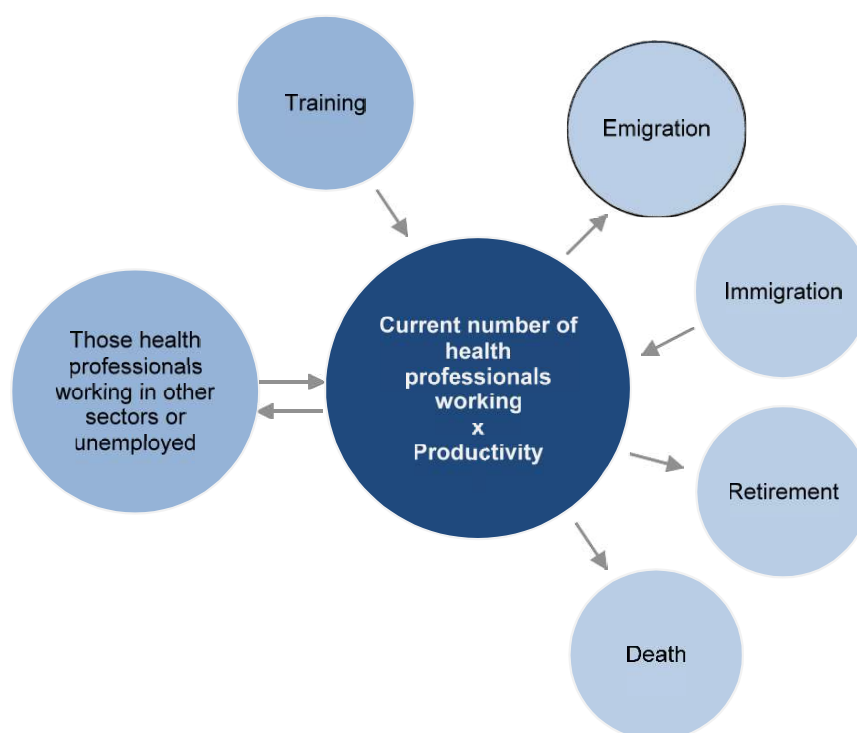 Training
Emigration
Immigration
Those health
professionals
working in other
sectors or
unemployed
Current number of
health
professionals
working
x
Productivity
Retirement
Death